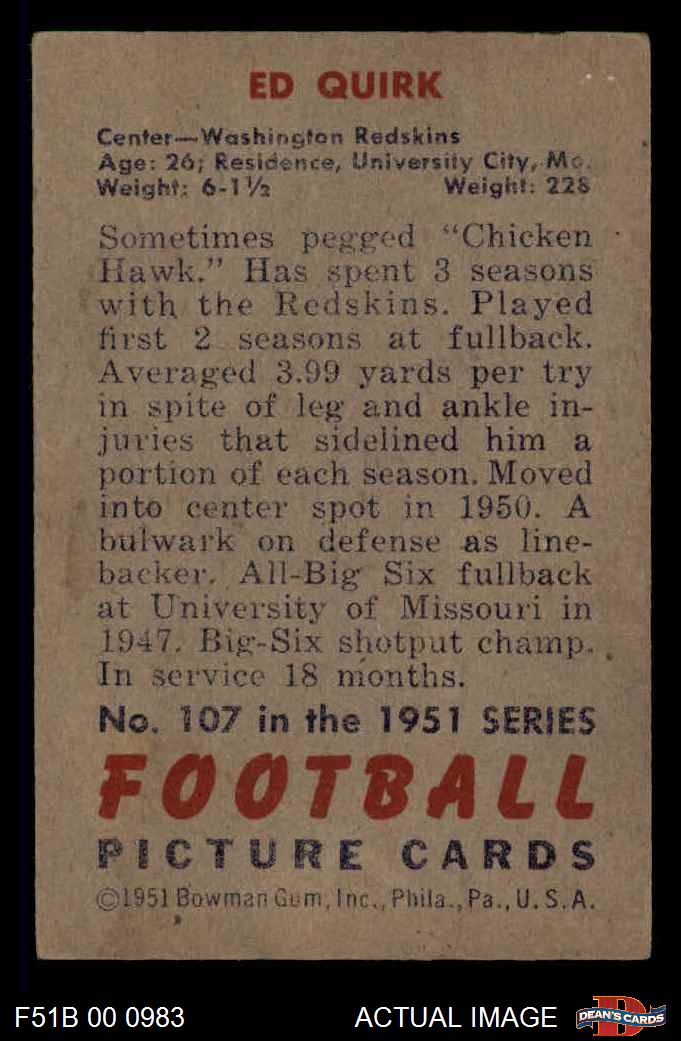 ED QUIRK
Center—Washington Redskins
Age: 26; Residence, University City, Mo.
Weight: 6-1½ Weight: 228
Sometimes pegged “Chicken
Hawk.” Has spent 3 seasons
with the Redskins. Played
first 2 seasons at fullback.
Averaged 3.99 yards per try
in spite of leg and ankle in-
juries that sidelined him a
portion of each season. Moved
into center spot in 1950. A
bulwark on defense as line-
backer. All-Big Six fullback
at University of Missouri in
1947. Big-Six shotput champ.
In service 18 months.
No. 107 in the 1951 SERIES
FOOTBALL
PICTURE CARDS
©1951 Bowman Gum, Inc., Phila., Pa., U.S.A.
F51B 00 0983 ACTUAL IMAGE D DEAN'S CARDS